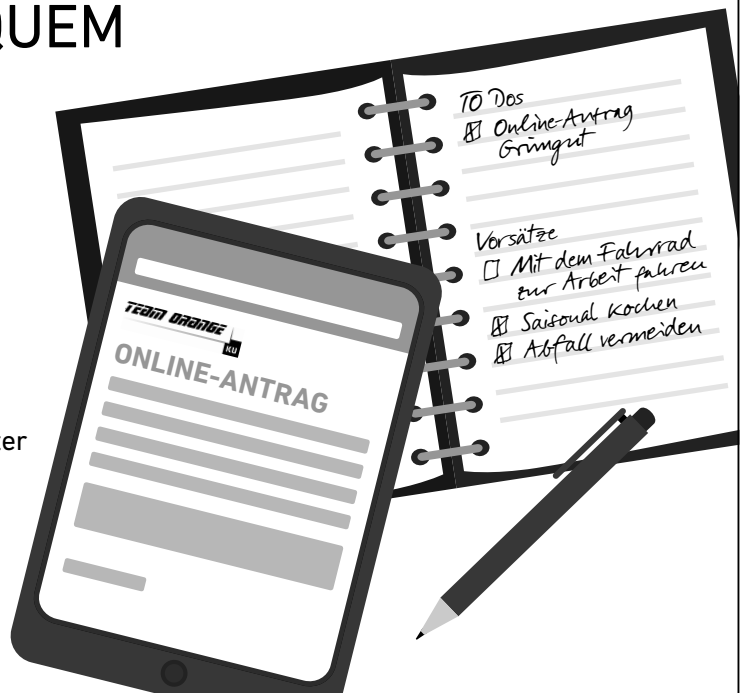 QUEM
TO Dos
Online-Antrag
Grüngut
Vorsätze
Mit dem Fahrrad
zur Arbeit fahren
Saisonal kochen
Abfall vermeiden
TEAM ORANGE
KU
ONLINE-ANTRAG
ter